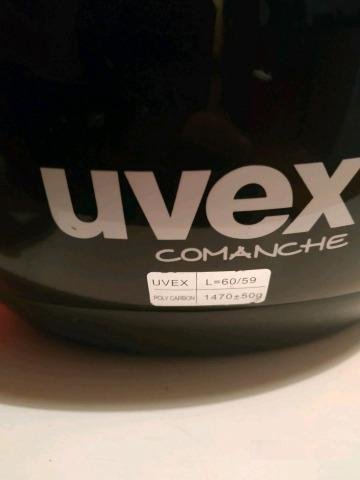 uvex
COMANCHE
UVEX L=60/59
POLY CARBON 1470±50g